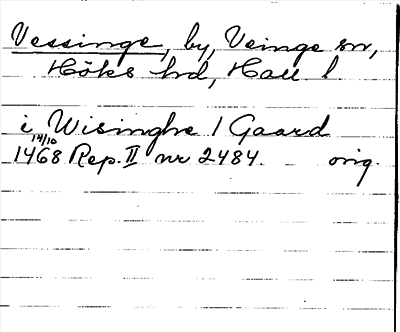 Vessinge, by, Veinge sn,
Höks hd, Hall l.
i Wisinghe 1 Gaard
14/10
1468 Rep. II nr 2484. orig.